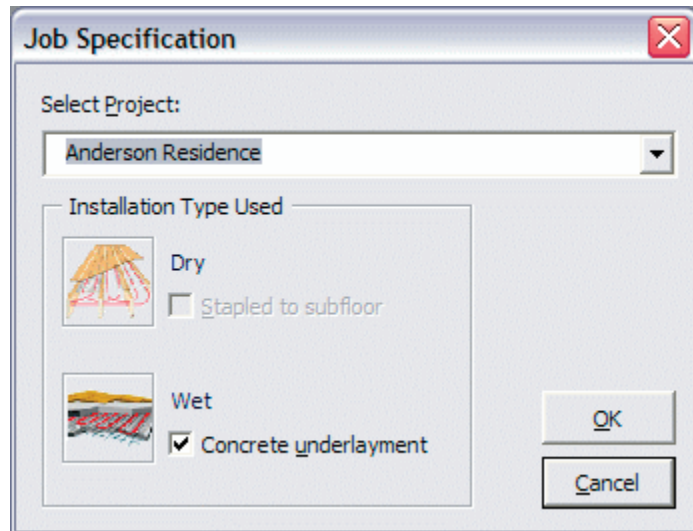 Job Specification
Select Project:
Anderson Residence
Installation Type Used
Dry
Stapled to subfloor
Wet
Concrete underlayment
OK
Cancel